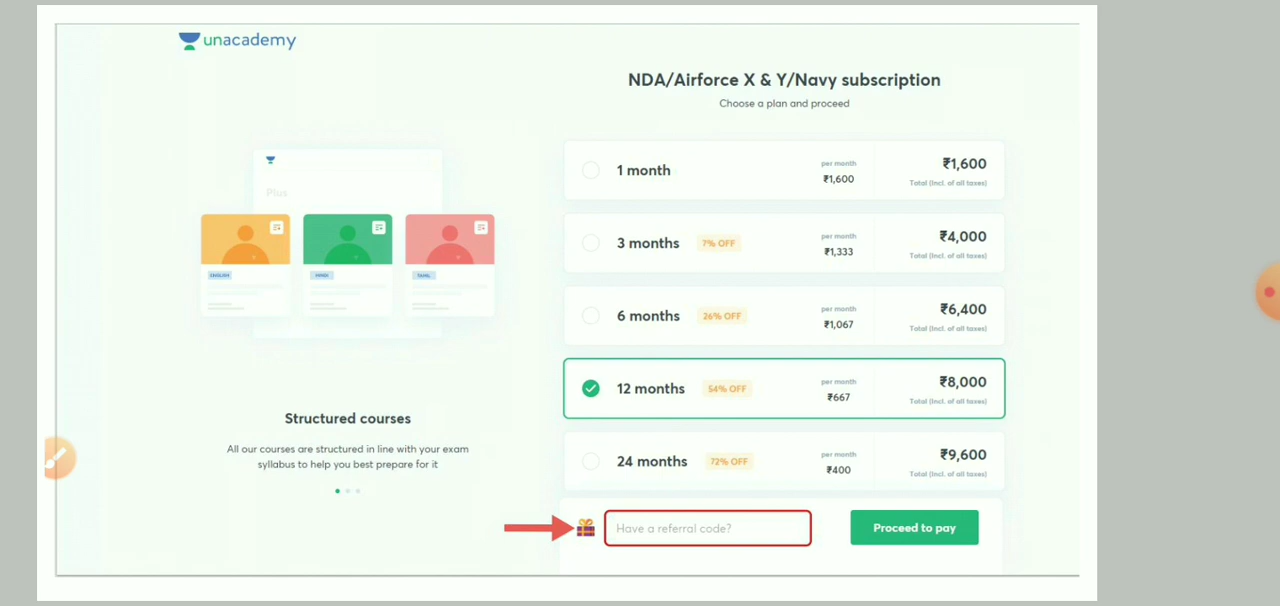 unacademy
NDA/Airforce X & Y/Navy subscription
Choose a plan and proceed
Plus
ENGLISH
HINDI
TAMIL
Structured courses
All our courses are structured in line with your exam
syllabus to help you best prepare for it
1 month
per month
₹1,600
₹1,600
Total (Incl. of all taxes)
3 months
7% OFF
per month
₹1,333
₹4,000
Total (Incl. of all taxes)
6 months
26% OFF
per month
₹1,067
₹6,400
Total (Incl. of all taxes)
12 months
54% OFF
per month
₹667
₹8,000
Total (Incl. of all taxes)
24 months
72% OFF
per month
₹400
₹9,600
Total (Incl. of all taxes)
Have a referral code?
Proceed to pay